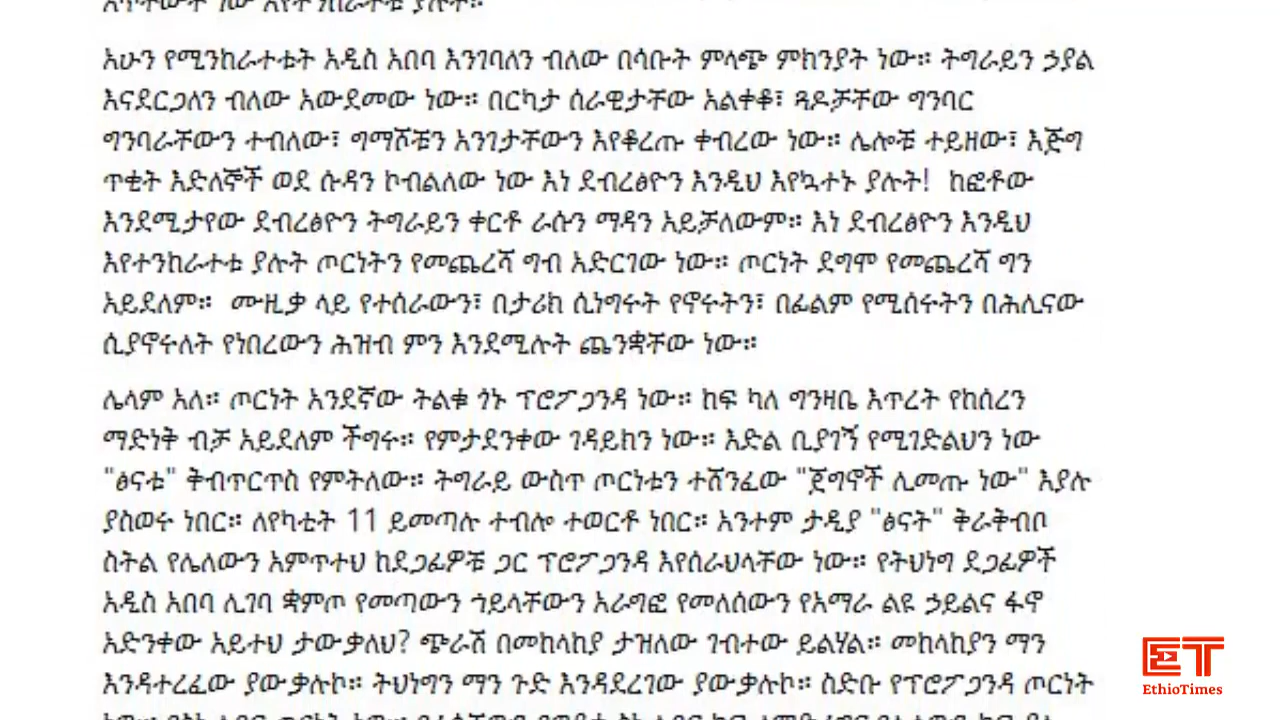 አሁን የሚንከራተቱት አዲስ አበባ እንገባለን ብለው በሳቡት ምላጭ ምክንያት ነው። ትግራይን ኃያል
እናደርጋለን ብለው አውደመው ነው። በርካታ ሰራዊታቸው አልቀቆ፣ ጓዶቻቸው ግንባር
ግንባራቸውን ተብለው፣ ግማሾቹን አንገታቸውን እየቆረጡ ቀብረው ነው። ሌሎቹ ተይዘው፣ እጅግ
ጥቂት እድለኞች ወደ ሱዳን ኮብልለው ነው እነ ደብረፅዮን እንዲህ እየኳተኑ ያሉት! ከፎቶው
እንደሚታየው ደብረፅዮን ትግራይን ቀርቶ ራሱን ማዳን አይቻለውም። እነ ደብረፅዮን እንዲህ
እየተንከራተቱ ያሉት ጦርነትን የመጨረሻ ግብ አድርገው ነው። ጦርነት ደግሞ የመጨረሻ ግን
አይደለም። ሙዚቃ ላይ የተሰራውን፣ በታሪክ ሲነግሩት የኖሩትን፣ በፊልም የሚሰሩትን በሕሊናው
ሲያኖሩለት የነበረውን ሕዝብ ምን እንደሚሉት ጨንቋቸው ነው።
ሌላም አለ። ጦርነት አንደኛው ትልቁ ጎኑ ፕሮፖጋንዳ ነው። ከፍ ካለ ግንዛቤ እጥረት የከሰረን
ማድነቅ ብቻ አይደለም ችግሩ። የምታደንቀው ገዳይክን ነው። እድል ቢያገኝ የሚገድልህን ነው
"ፅናቱ" ቅብጥርጥስ የምትለው። ትግራይ ውስጥ ጦርነቱን ተሸንፈው "ጀግኖች ሊመጡ ነው" እያሉ
ያስወሩ ነበር። ለየካቲት 11 ይመጣሉ ተብሎ ተወርቶ ነበር። አንተም ታዲያ "ፅናት" ቅራቅብቦ
ስትል የሌለውን አምጥተህ ከደጋፊዎቹ ጋር ፕሮፖጋንዳ እየሰራህላቸው ነው። የትህነግ ደጋፊዎች
አዲስ አበባ ሊገባ ቋምጦ የመጣውን ኀይላቸውን አራግፎ የመለሰውን የአማራ ልዩ ኃይልና ፋኖ
አድንቀው አይተህ ታውቃለህ? ጭራሽ በመከላከያ ታዝለው ገብተው ይልሃል። መከላከያን ማን
እንዳተረፈው ያውቃሉኮ። ትህነግን ማን ጉድ እንዳደረገው ያውቃሉኮ። ስድቡ የፕሮፖጋንዳ ጦርነት
ET
EthioTimes